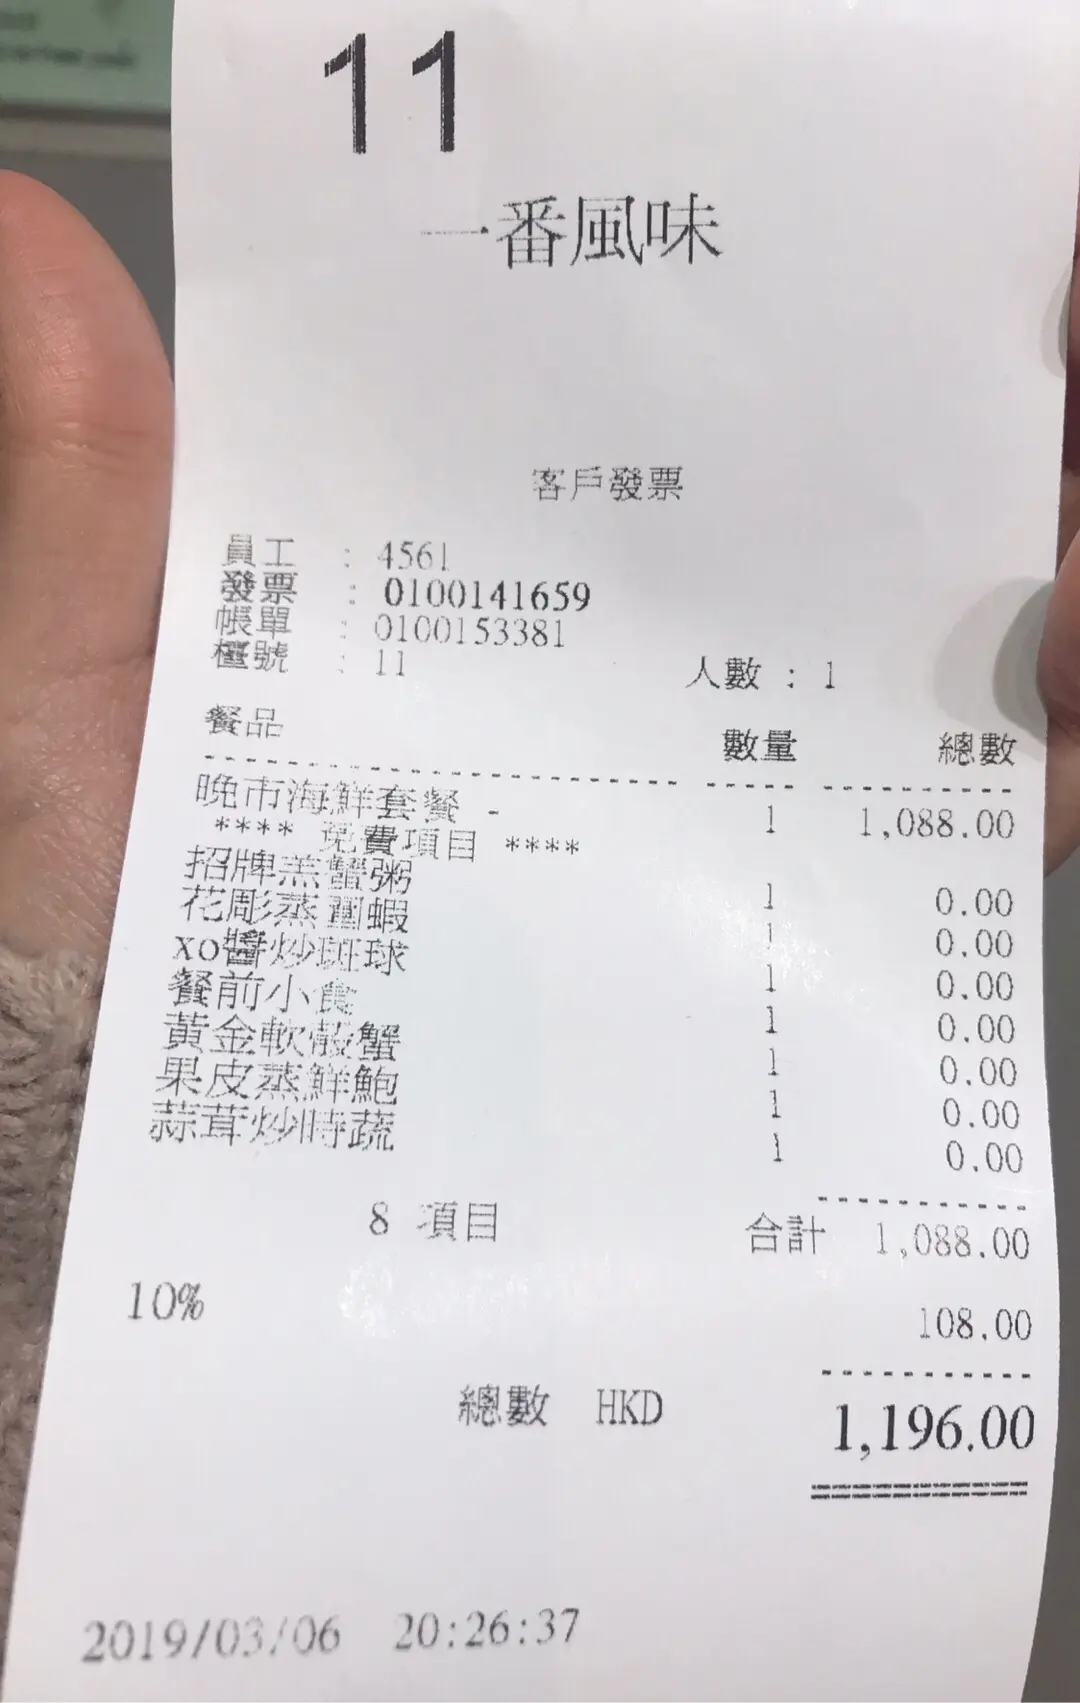 11
一番風味
客戶發票
員工 : 4561
發票 : 0100141659
帳單 : 0100153381
檯號 : 11 人數 : 1
餐品 數量 總數
晚市海鮮套餐 - 1 1,088.00
**** 免費項目 ****
招牌羔蟹粥 1 0.00
花彫蒸圍蝦 1 0.00
xo醬炒斑球 1 0.00
餐前小食 1 0.00
黃金軟殼蟹 1 0.00
果皮蒸鮮鮑 1 0.00
蒜茸炒時蔬 1 0.00
8 項目 合計 1,088.00
10% 108.00
總數 HKD 1,196.00
2019/03/06 20:26:37